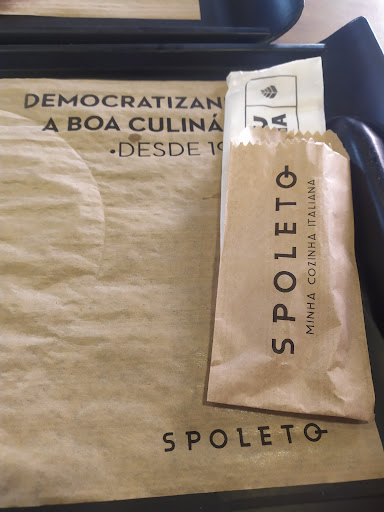 DEMOCRATIZAN
A BOA CULINÁ
•DESDE 19
SPOLETO
MINHA COZINHA ITALIANA
SPOLETO